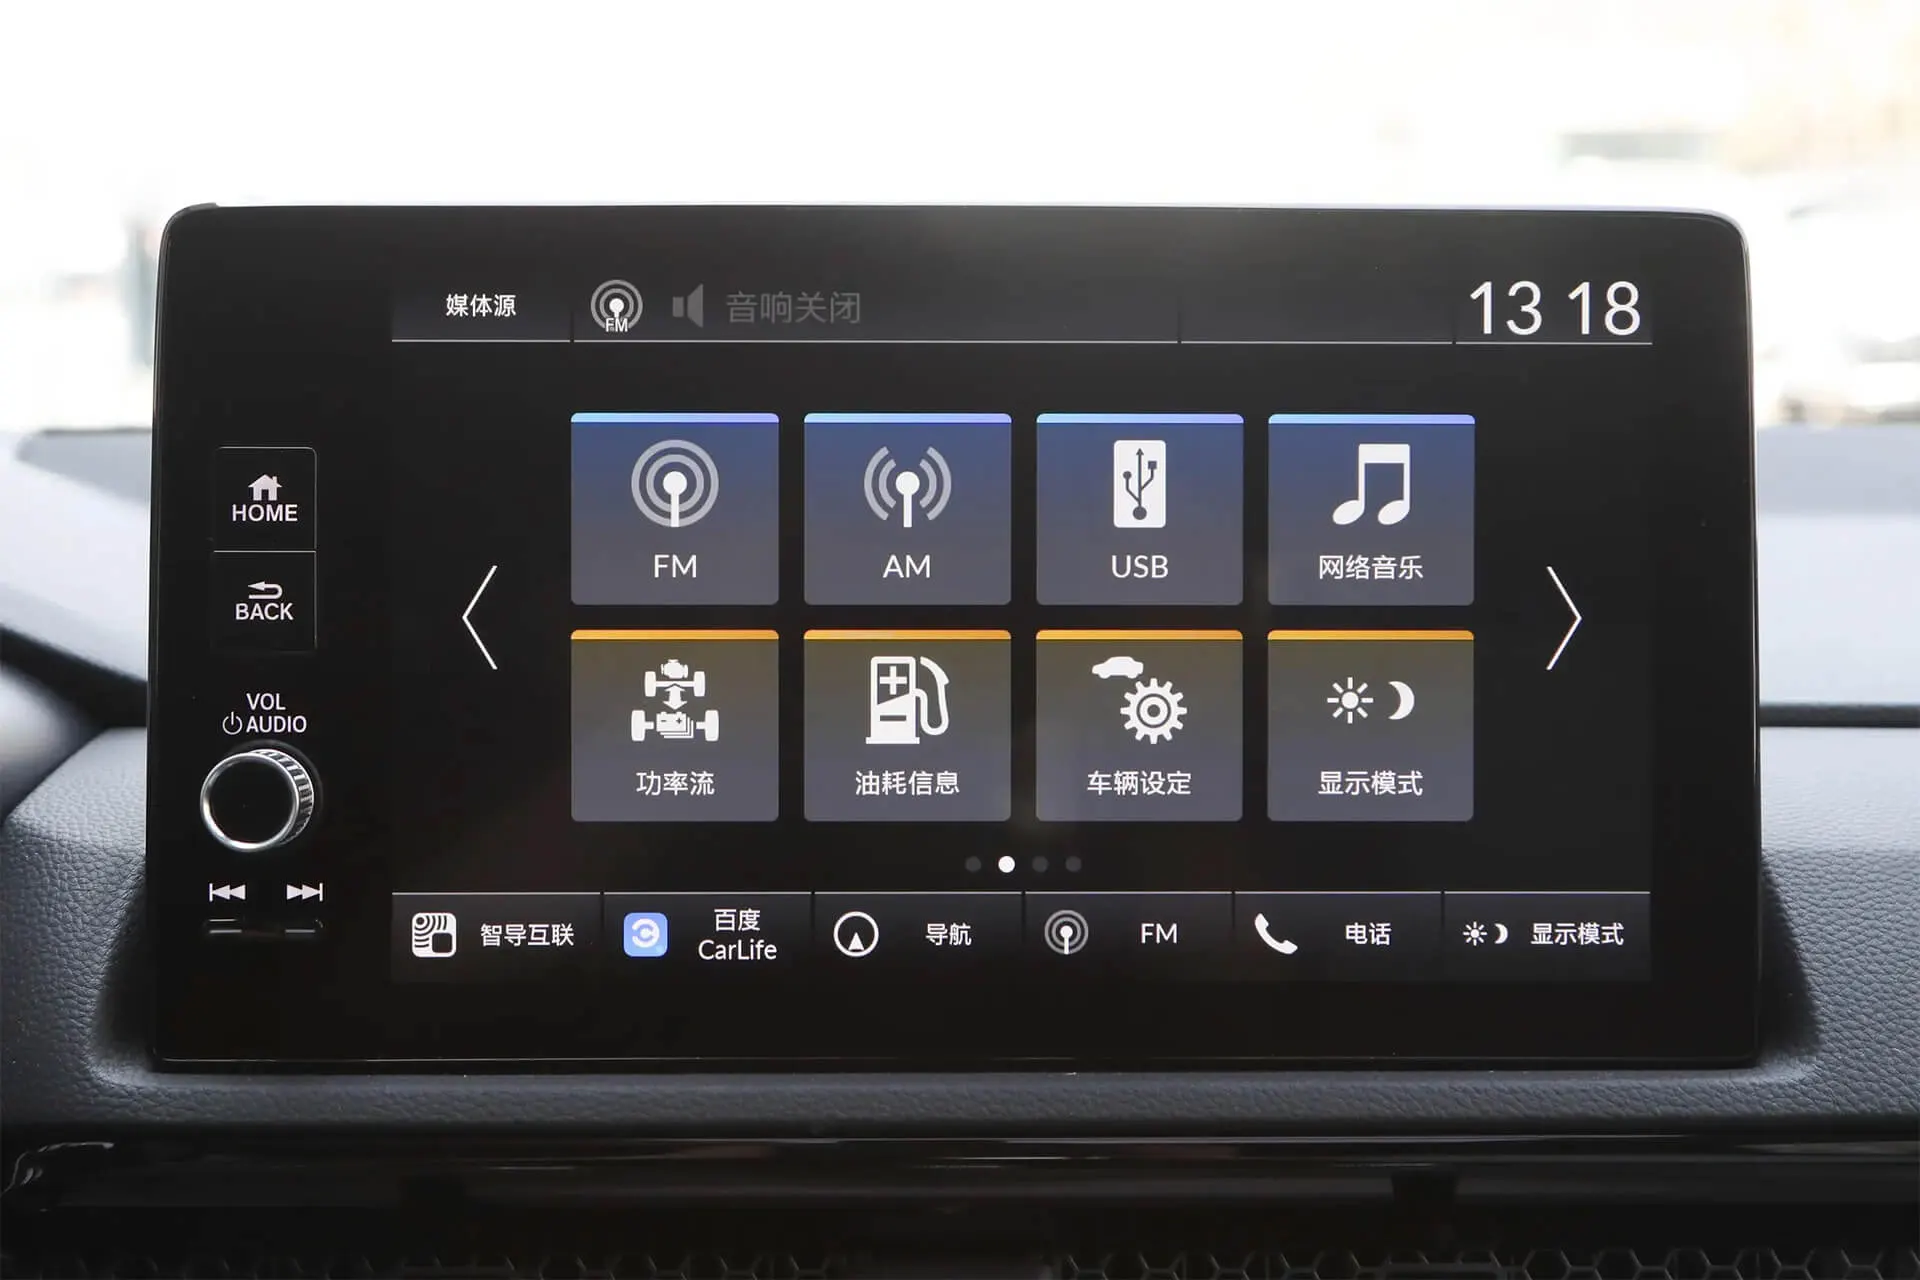 媒体源 FM 音响关闭 13 18
HOME
BACK
VOL
AUDIO
FM AM USB 网络音乐
功率流 油耗信息 车辆设定 显示模式
智导互联 百度 CarLife 导航 FM 电话 显示模式